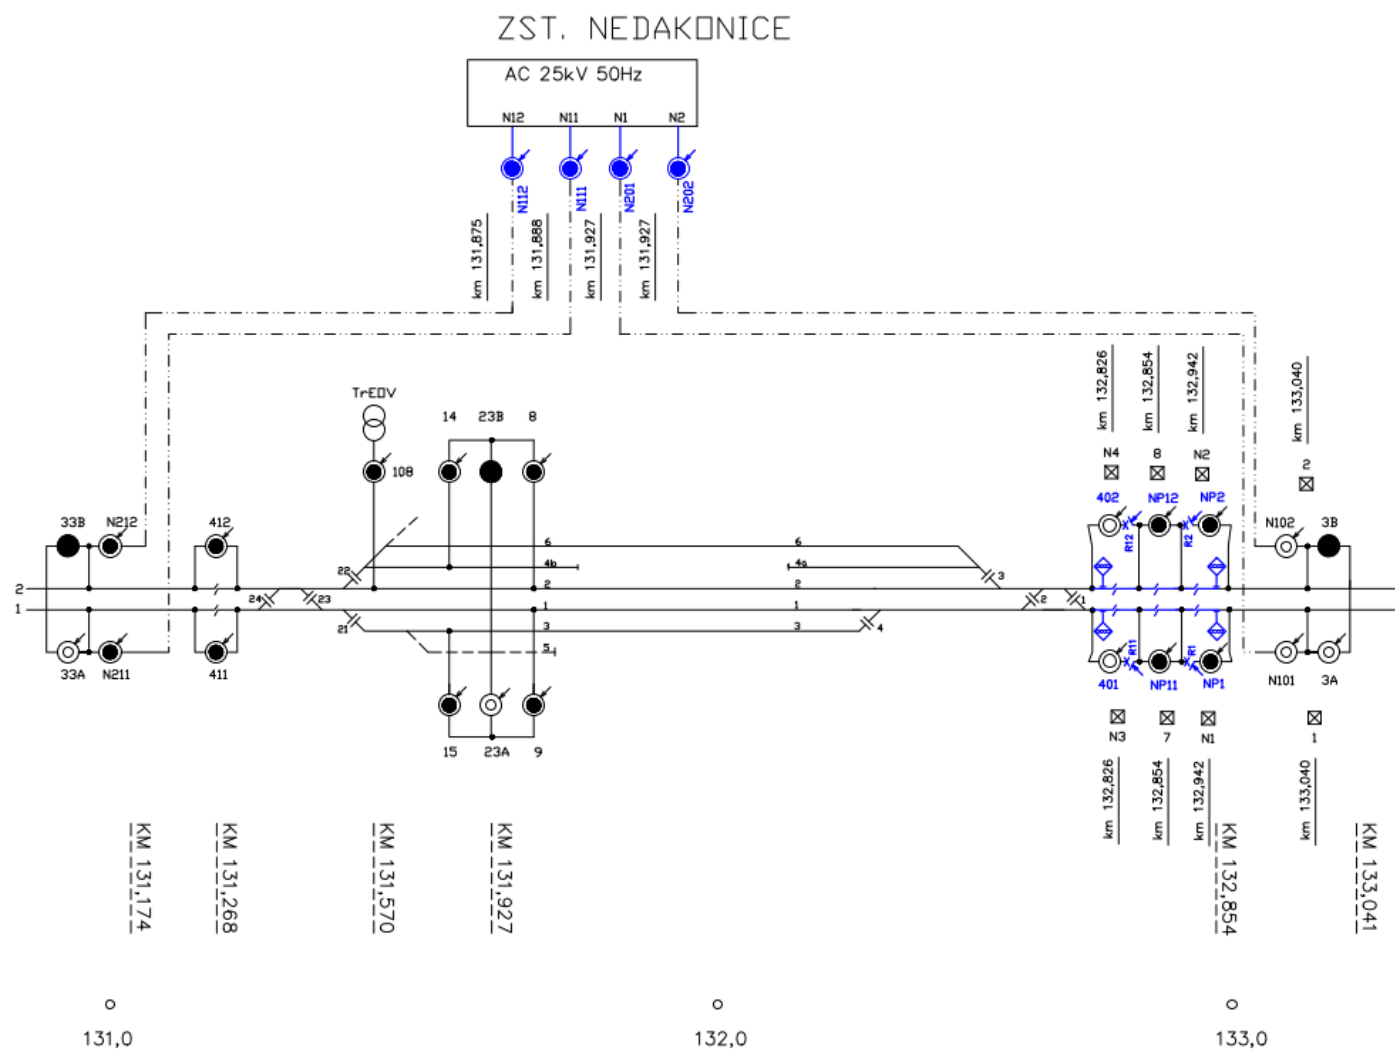 ZST. NEDAKONICE
AC 25kV 50Hz
N12 N11 N1 N2
N112 N111 N201 N202
km 131,875
km 131,888
km 131,927
km 131,927
km 132,826
km 132,854
km 132,942
km 133,040
TrEOV
14 23B 8
108
N4 8 N2 2
402 NP12 NP2
33B N212 412
N102 3B
R12 R2
6 6
22 4b 4a 3
2 2 2
24 23 2 1
1 1 1
21 3 3 4
5
R11 R1
33A N211 411
401 NP11 NP1
N101 3A
15 23A 9
N3 7 N1 1
km 132,826
km 132,854
km 132,942
km 133,040
KM 131,174
KM 131,268
KM 131,570
KM 131,927
KM 132,854
KM 133,041
131,0 132,0 133,0